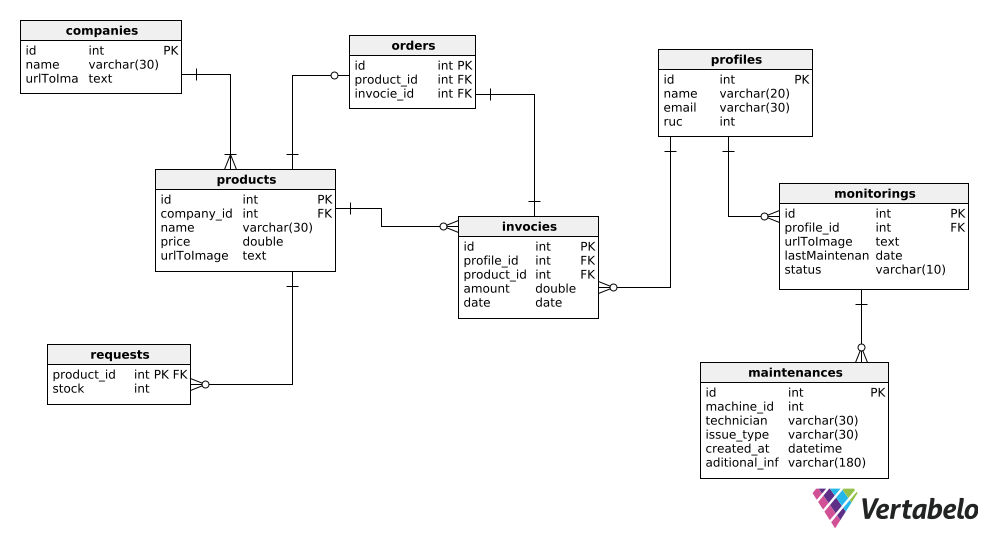 companies
id int PK
name varchar(30)
urlToIma text
orders
id int PK
product_id int FK
invocie_id int FK
profiles
id int PK
name varchar(20)
email varchar(30)
ruc int
products
id int PK
company_id int FK
name varchar(30)
price double
urlToImage text
monitorings
id int PK
profile_id int FK
urlToImage text
lastMaintenan date
status varchar(10)
invocies
id int PK
profile_id int FK
product_id int FK
amount double
date date
requests
product_id int PK FK
stock int
maintenances
id int PK
machine_id int
technician varchar(30)
issue_type varchar(30)
created_at datetime
aditional_inf varchar(180)
Vertabelo